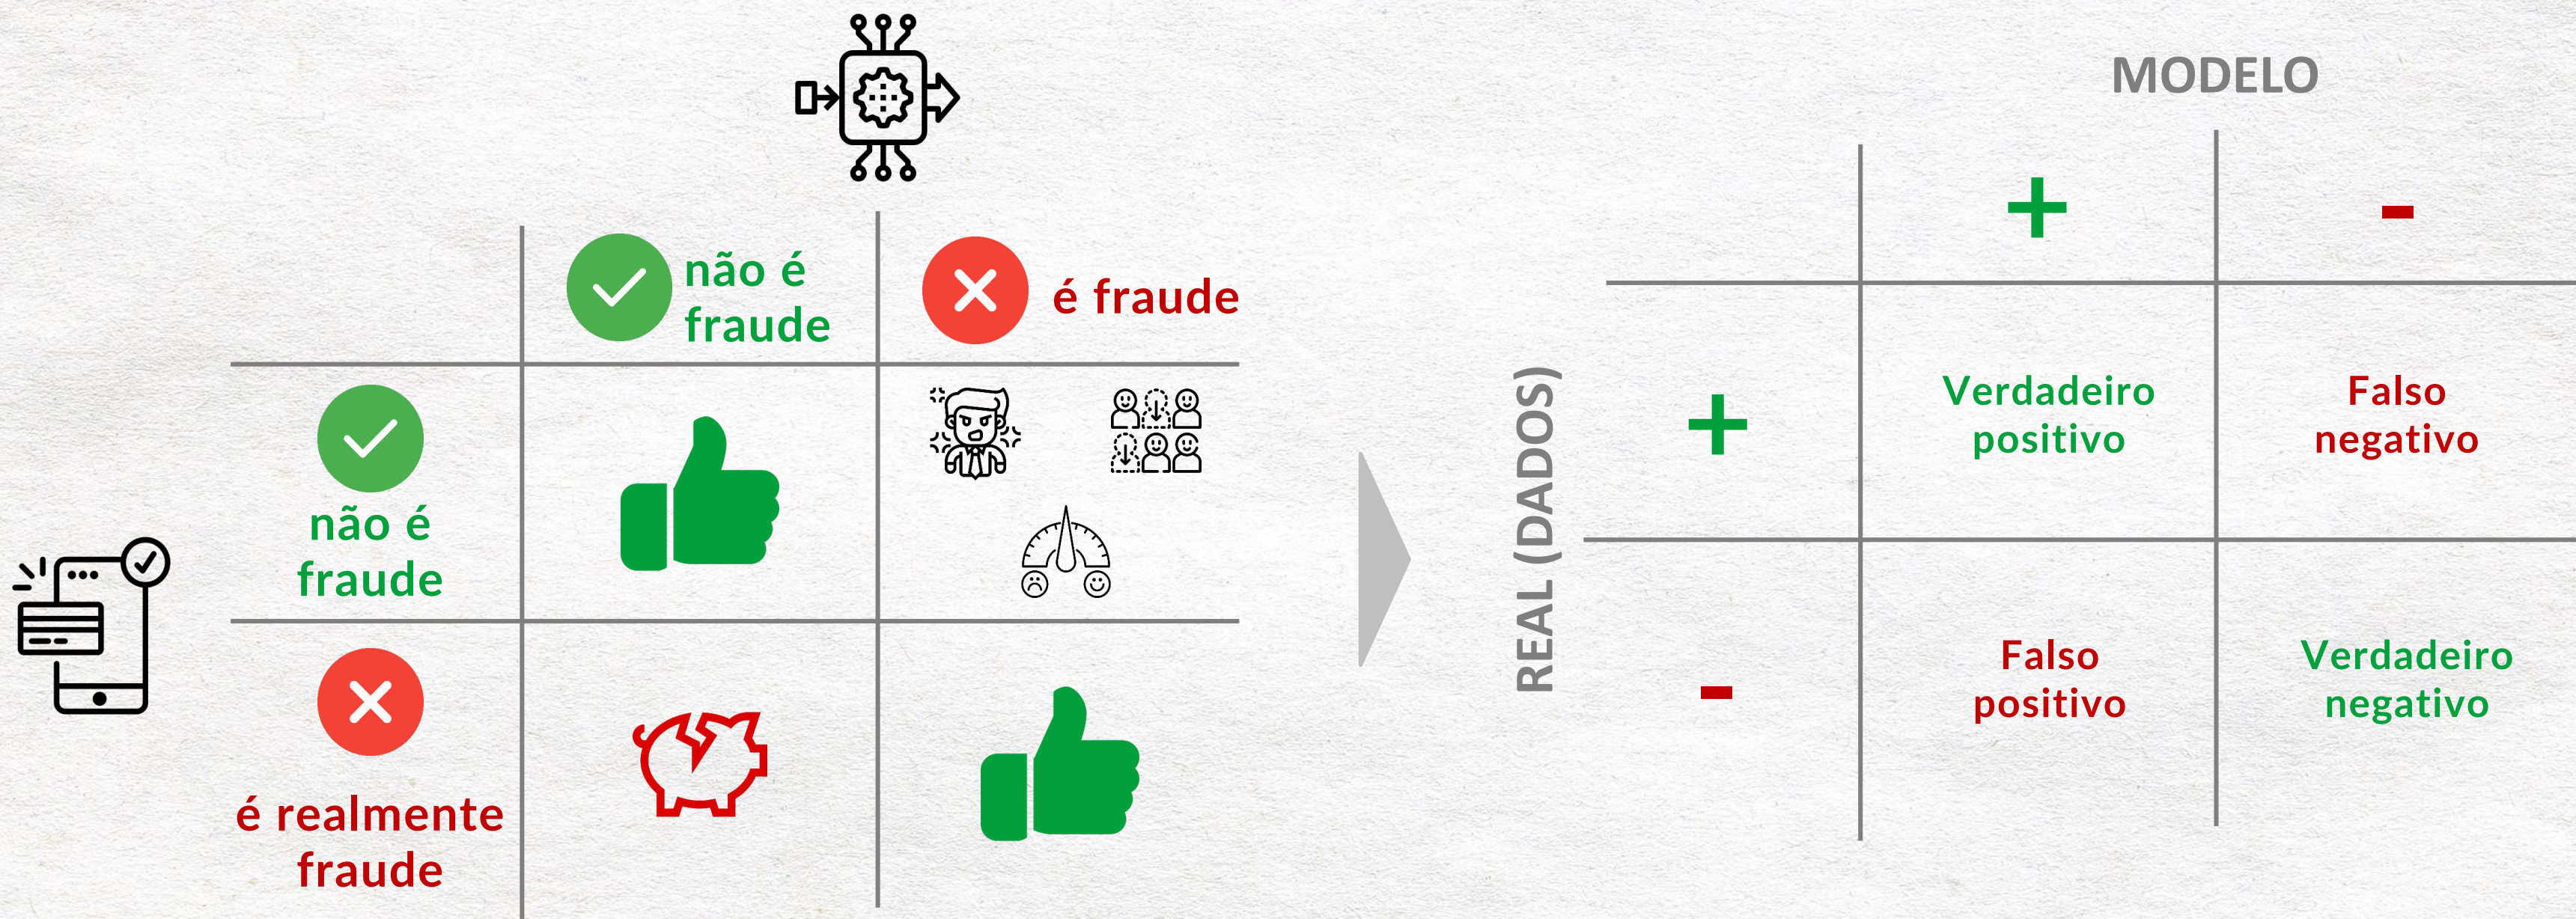 MODELO
+
-
não é
fraude
é fraude
não é
fraude
é realmente
fraude
REAL (DADOS)
+
Verdadeiro
positivo
Falso
negativo
-
Falso
positivo
Verdadeiro
negativo